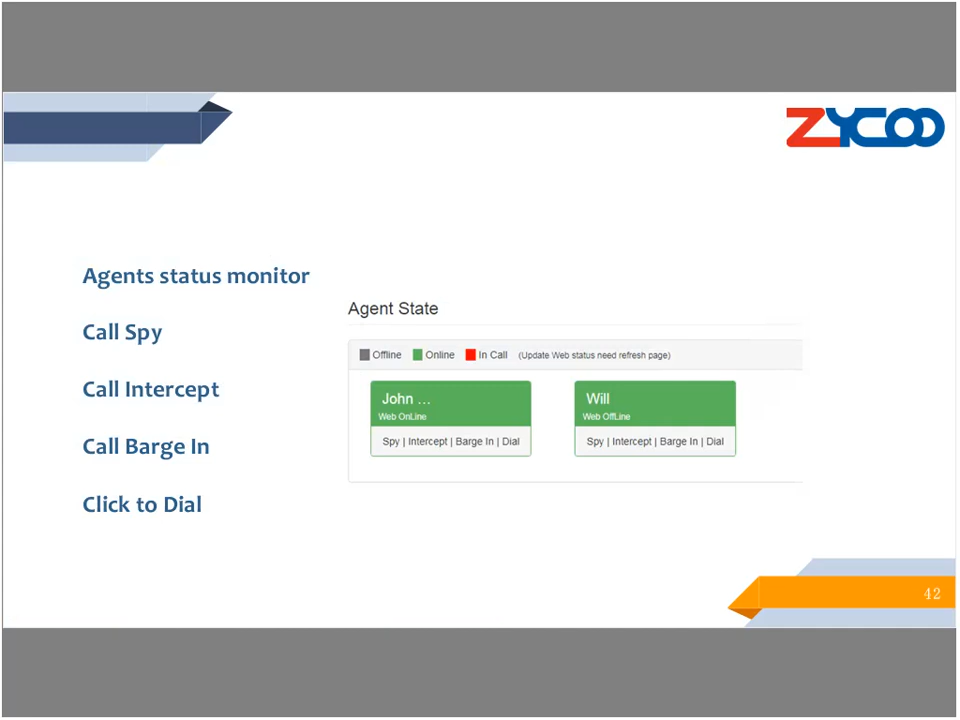 ZYCOO
Agents status monitor
Call Spy
Call Intercept
Call Barge In
Click to Dial
Agent State
Offline Online In Call (Update Web status need refresh page)
John ...
Web OnLine
Spy | Intercept | Barge In | Dial
Will
Web OffLine
Spy | Intercept | Barge In | Dial
42